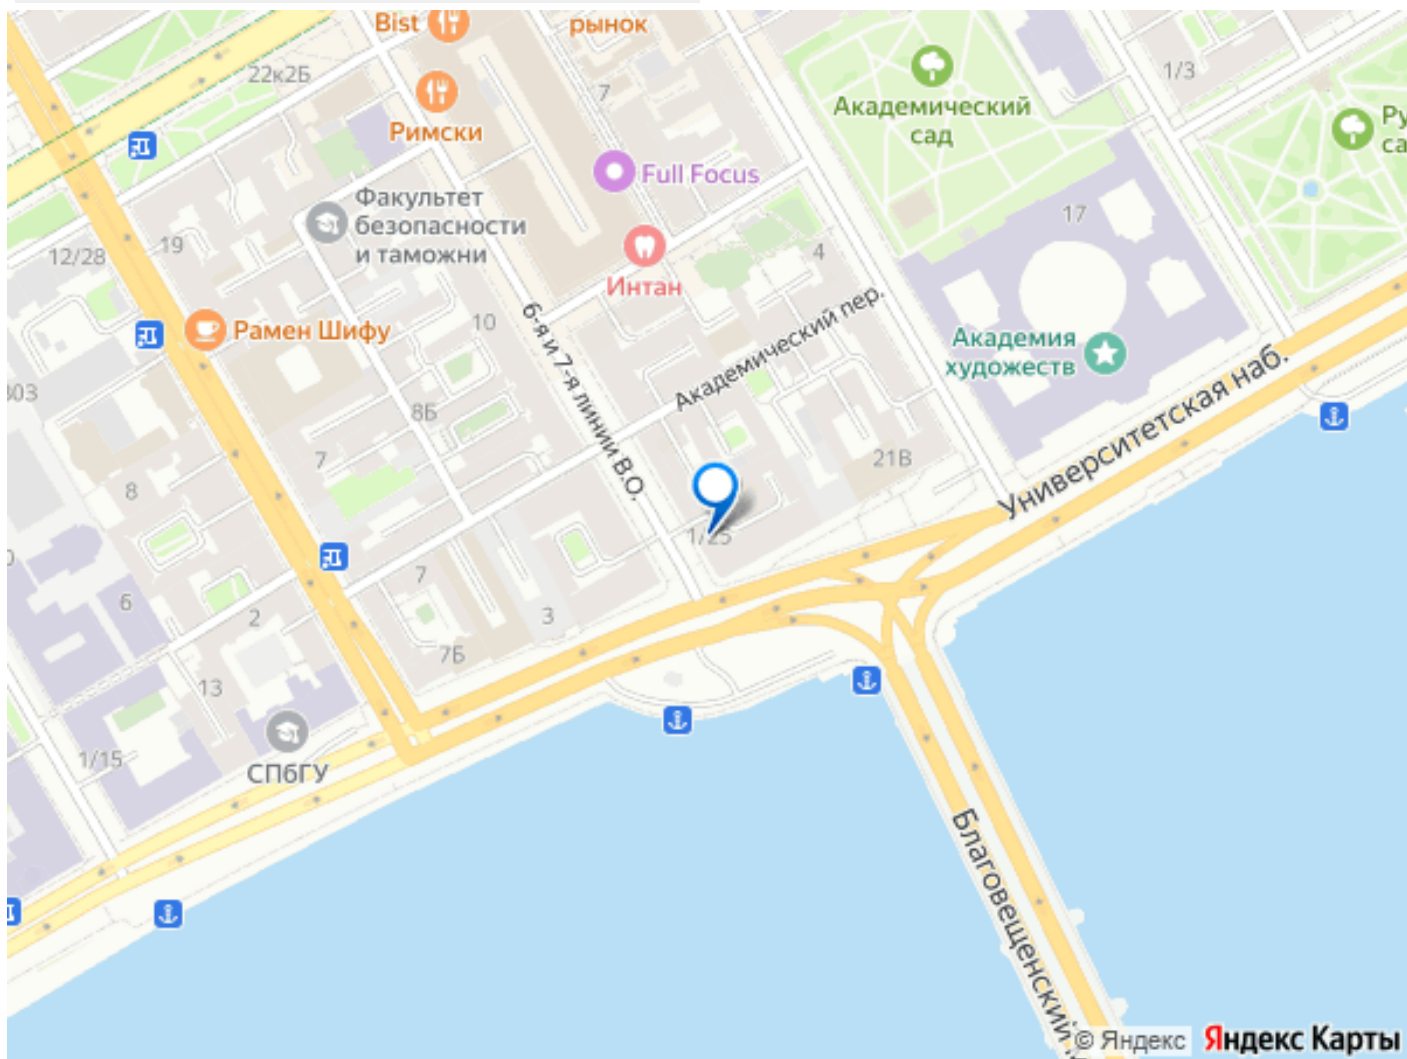 Bist
рынок
22к2Б
7
1/3
Римски
Академический
сад
Full Focus
Факультет
безопасности
и таможни
17
19
12/28
4
Интан
Рамен Шифу
10
6-я и 7-я линии В.О.
Академический пер.
Академия
художеств
Университетская наб.
8Б
7
8
21В
1/25
7
6
2
3
7Б
13
1/15
СПбГУ
Благовещенский
© Яндекс
Яндекс Карты